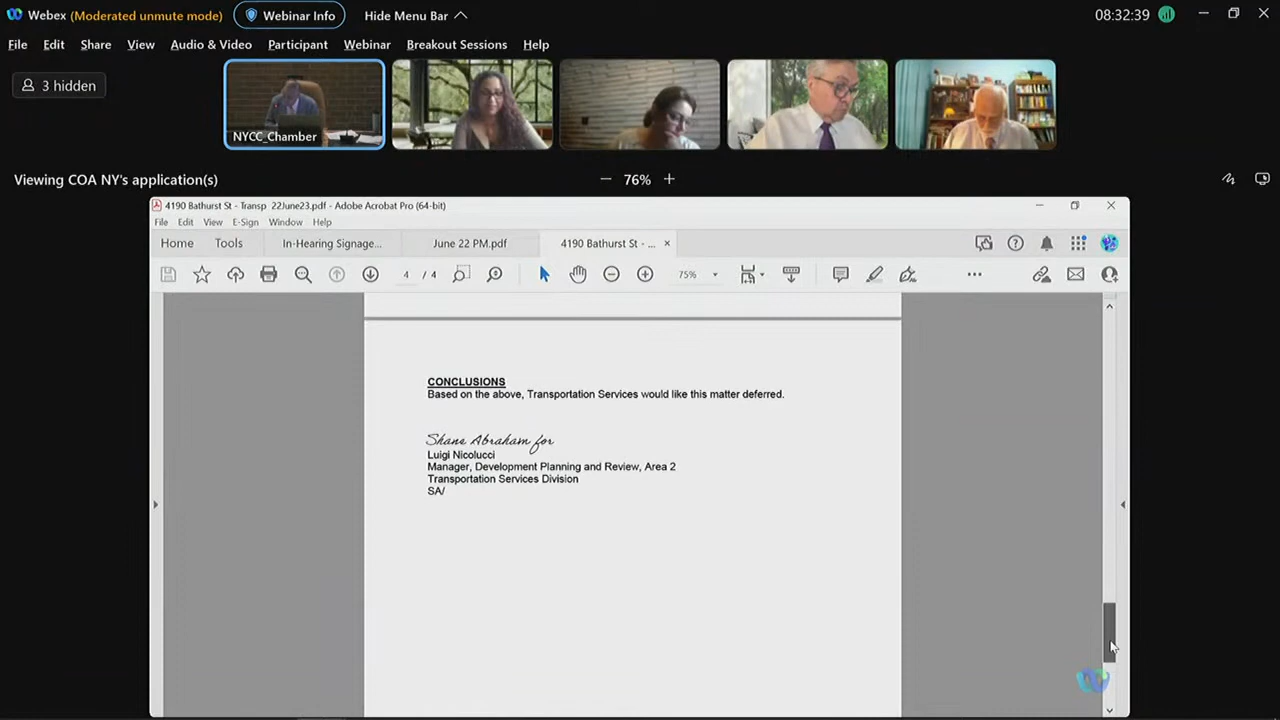 Webex (Moderated unmute mode) Webinar Info Hide Menu Bar 08:32:39
File Edit Share View Audio & Video Participant Webinar Breakout Sessions Help
3 hidden
NYCC_Chamber
Viewing COA NY's application(s) 76%
4190 Bathurst St - Transp 22June23.pdf - Adobe Acrobat Pro (64-bit)
File Edit View E-Sign Window Help
Home Tools In-Hearing Signage... June 22 PM.pdf 4190 Bathurst St - ... ×
4 / 4 75%
CONCLUSIONS
Based on the above, Transportation Services would like this matter deferred.
Shane Abraham for
Luigi Nicolucci
Manager, Development Planning and Review, Area 2
Transportation Services Division
SA/